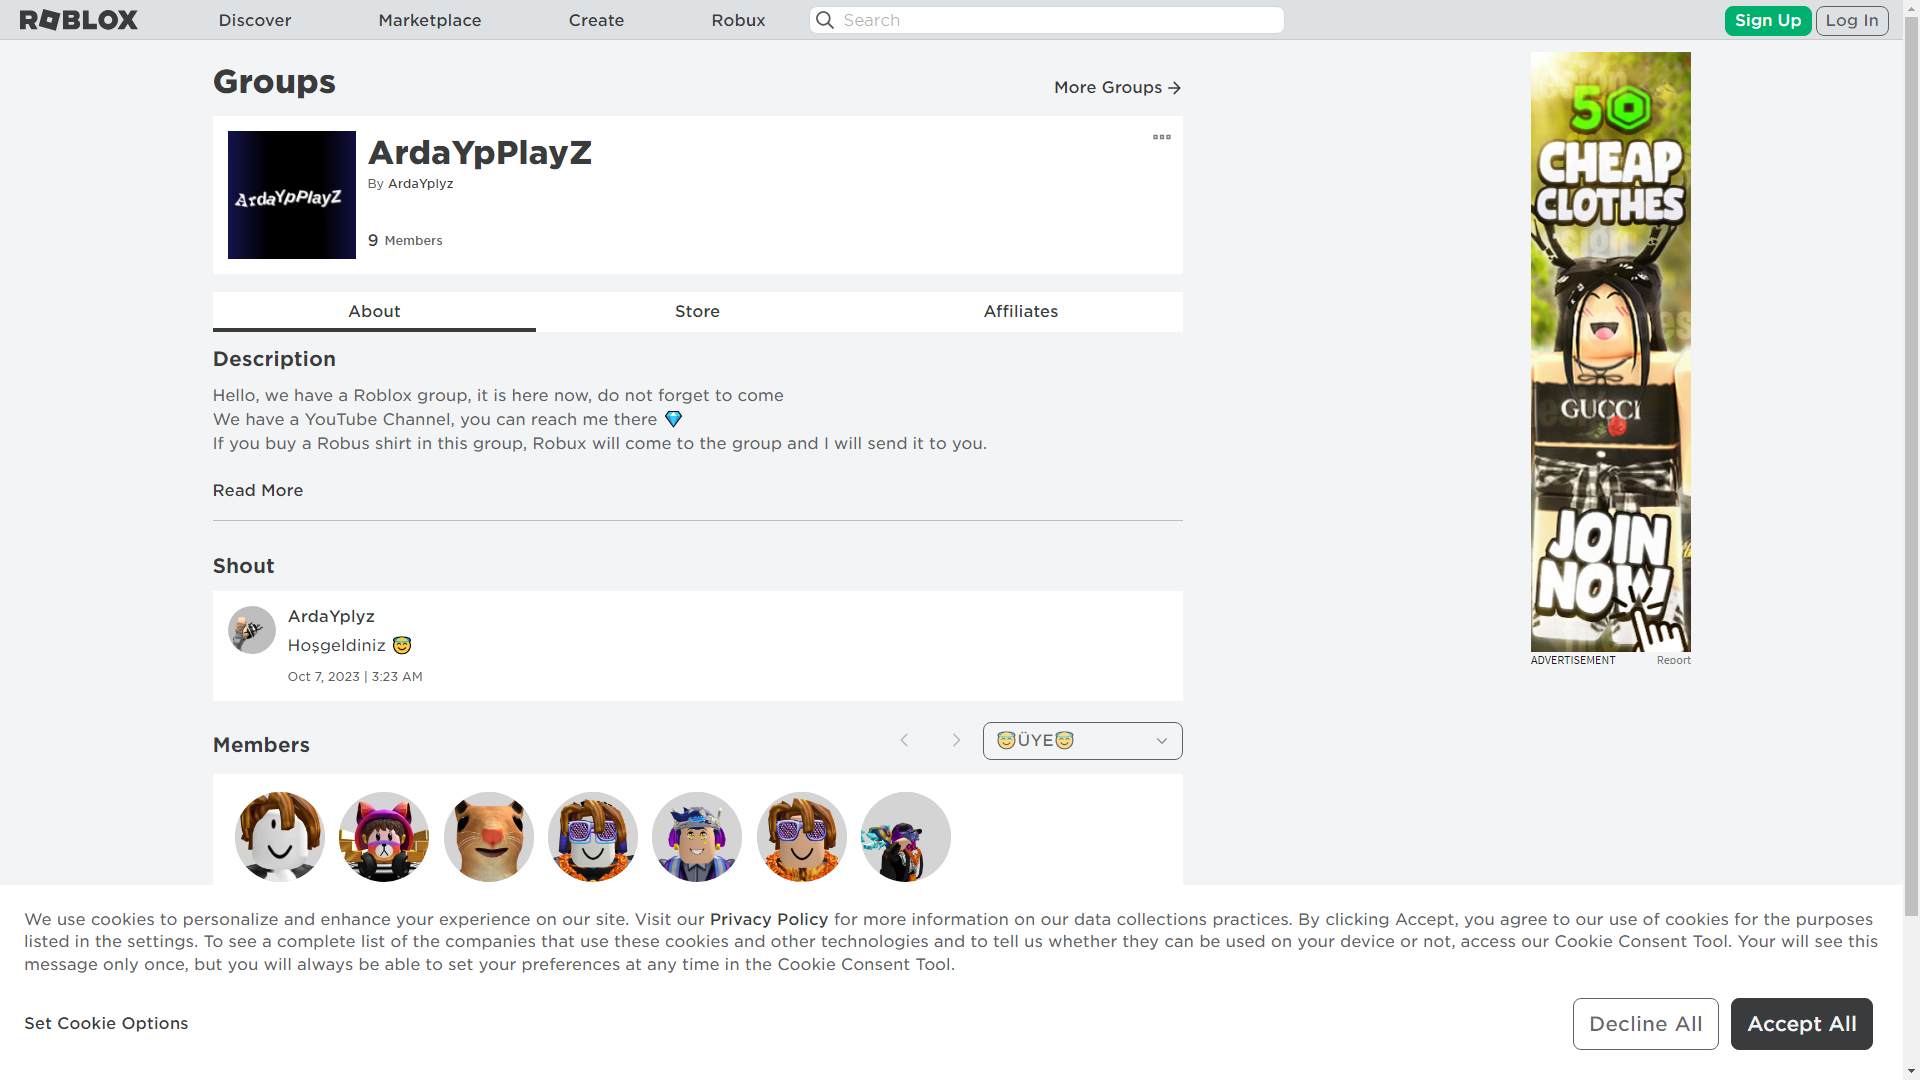 ROBLOX
Discover
Marketplace
Create
Robux
Search
Sign Up
Log In
Groups
More Groups
ArdaYpPlayZ
ArdaYpPlayZ
By ArdaYplyz
9 Members
About
Store
Affiliates
Description
Hello, we have a Roblox group, it is here now, do not forget to come
We have a YouTube Channel, you can reach me there 💎
If you buy a Robus shirt in this group, Robux will come to the group and I will send it to you.
Read More
Shout
ArdaYplyz
Hoşgeldiniz 😇
Oct 7, 2023 | 3:23 AM
Members
😇ÜYE😇
50
CHEAP
CLOTHES
GUCCI
JOIN
NOW
ADVERTISEMENT
Report
We use cookies to personalize and enhance your experience on our site. Visit our Privacy Policy for more information on our data collections practices. By clicking Accept, you agree to our use of cookies for the purposes
listed in the settings. To see a complete list of the companies that use these cookies and other technologies and to tell us whether they can be used on your device or not, access our Cookie Consent Tool. Your will see this
message only once, but you will always be able to set your preferences at any time in the Cookie Consent Tool.
Set Cookie Options
Decline All
Accept All